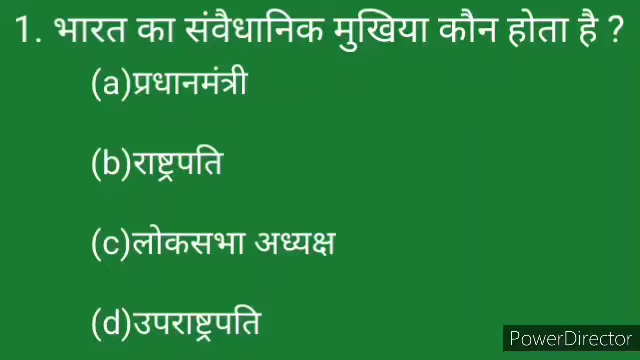 1. भारत का संवैधानिक मुखिया कौन होता है ?
(a)प्रधानमंत्री
(b)राष्ट्रपति
(c)लोकसभा अध्यक्ष
(d)उपराष्ट्रपति
PowerDirector